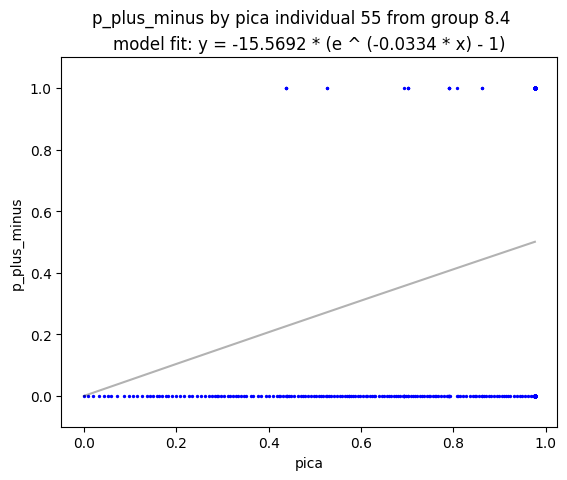 p_plus_minus by pica individual 55 from group 8.4
model fit: y = -15.5692 * (e ^ (-0.0334 * x) - 1)
1.0
0.8
0.6
0.4
0.2
0.0
p_plus_minus
0.0 0.2 0.4 0.6 0.8 1.0
pica